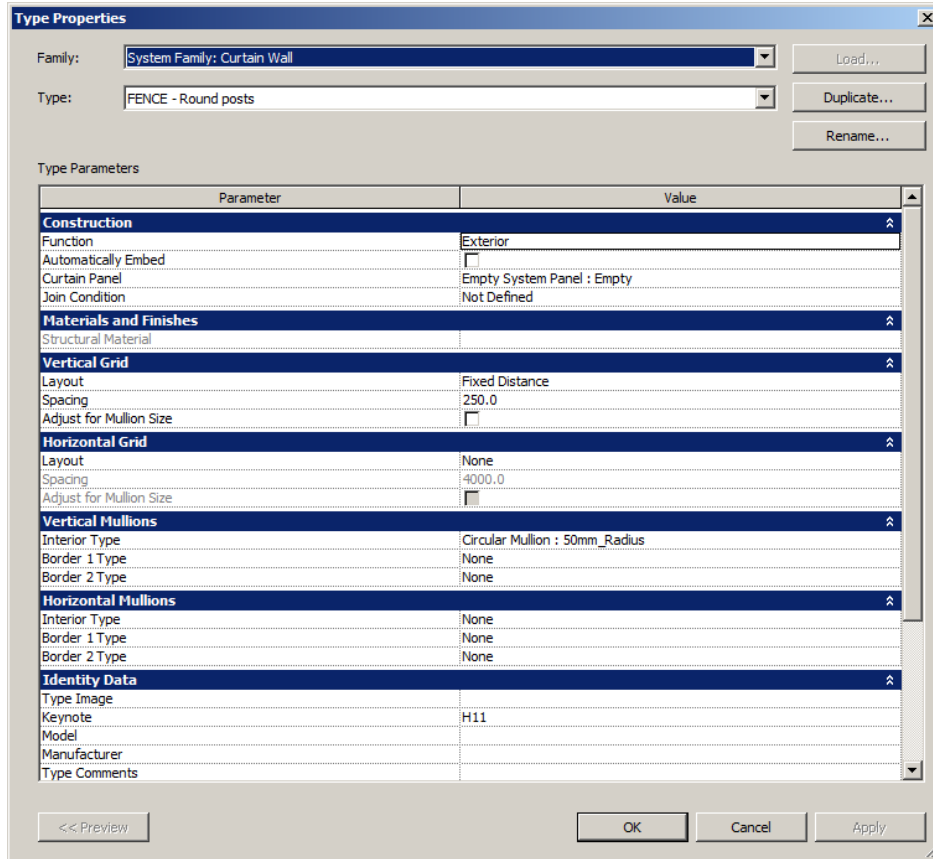 Type Properties
Family: System Family: Curtain Wall Load...
Type: FENCE - Round posts Duplicate...
Rename...
Type Parameters
Parameter Value
Construction
Function Exterior
Automatically Embed
Curtain Panel Empty System Panel : Empty
Join Condition Not Defined
Materials and Finishes
Structural Material
Vertical Grid
Layout Fixed Distance
Spacing 250.0
Adjust for Mullion Size
Horizontal Grid
Layout None
Spacing 4000.0
Adjust for Mullion Size
Vertical Mullions
Interior Type Circular Mullion : 50mm_Radius
Border 1 Type None
Border 2 Type None
Horizontal Mullions
Interior Type None
Border 1 Type None
Border 2 Type None
Identity Data
Type Image
Keynote H11
Model
Manufacturer
Type Comments
<< Preview OK Cancel Apply